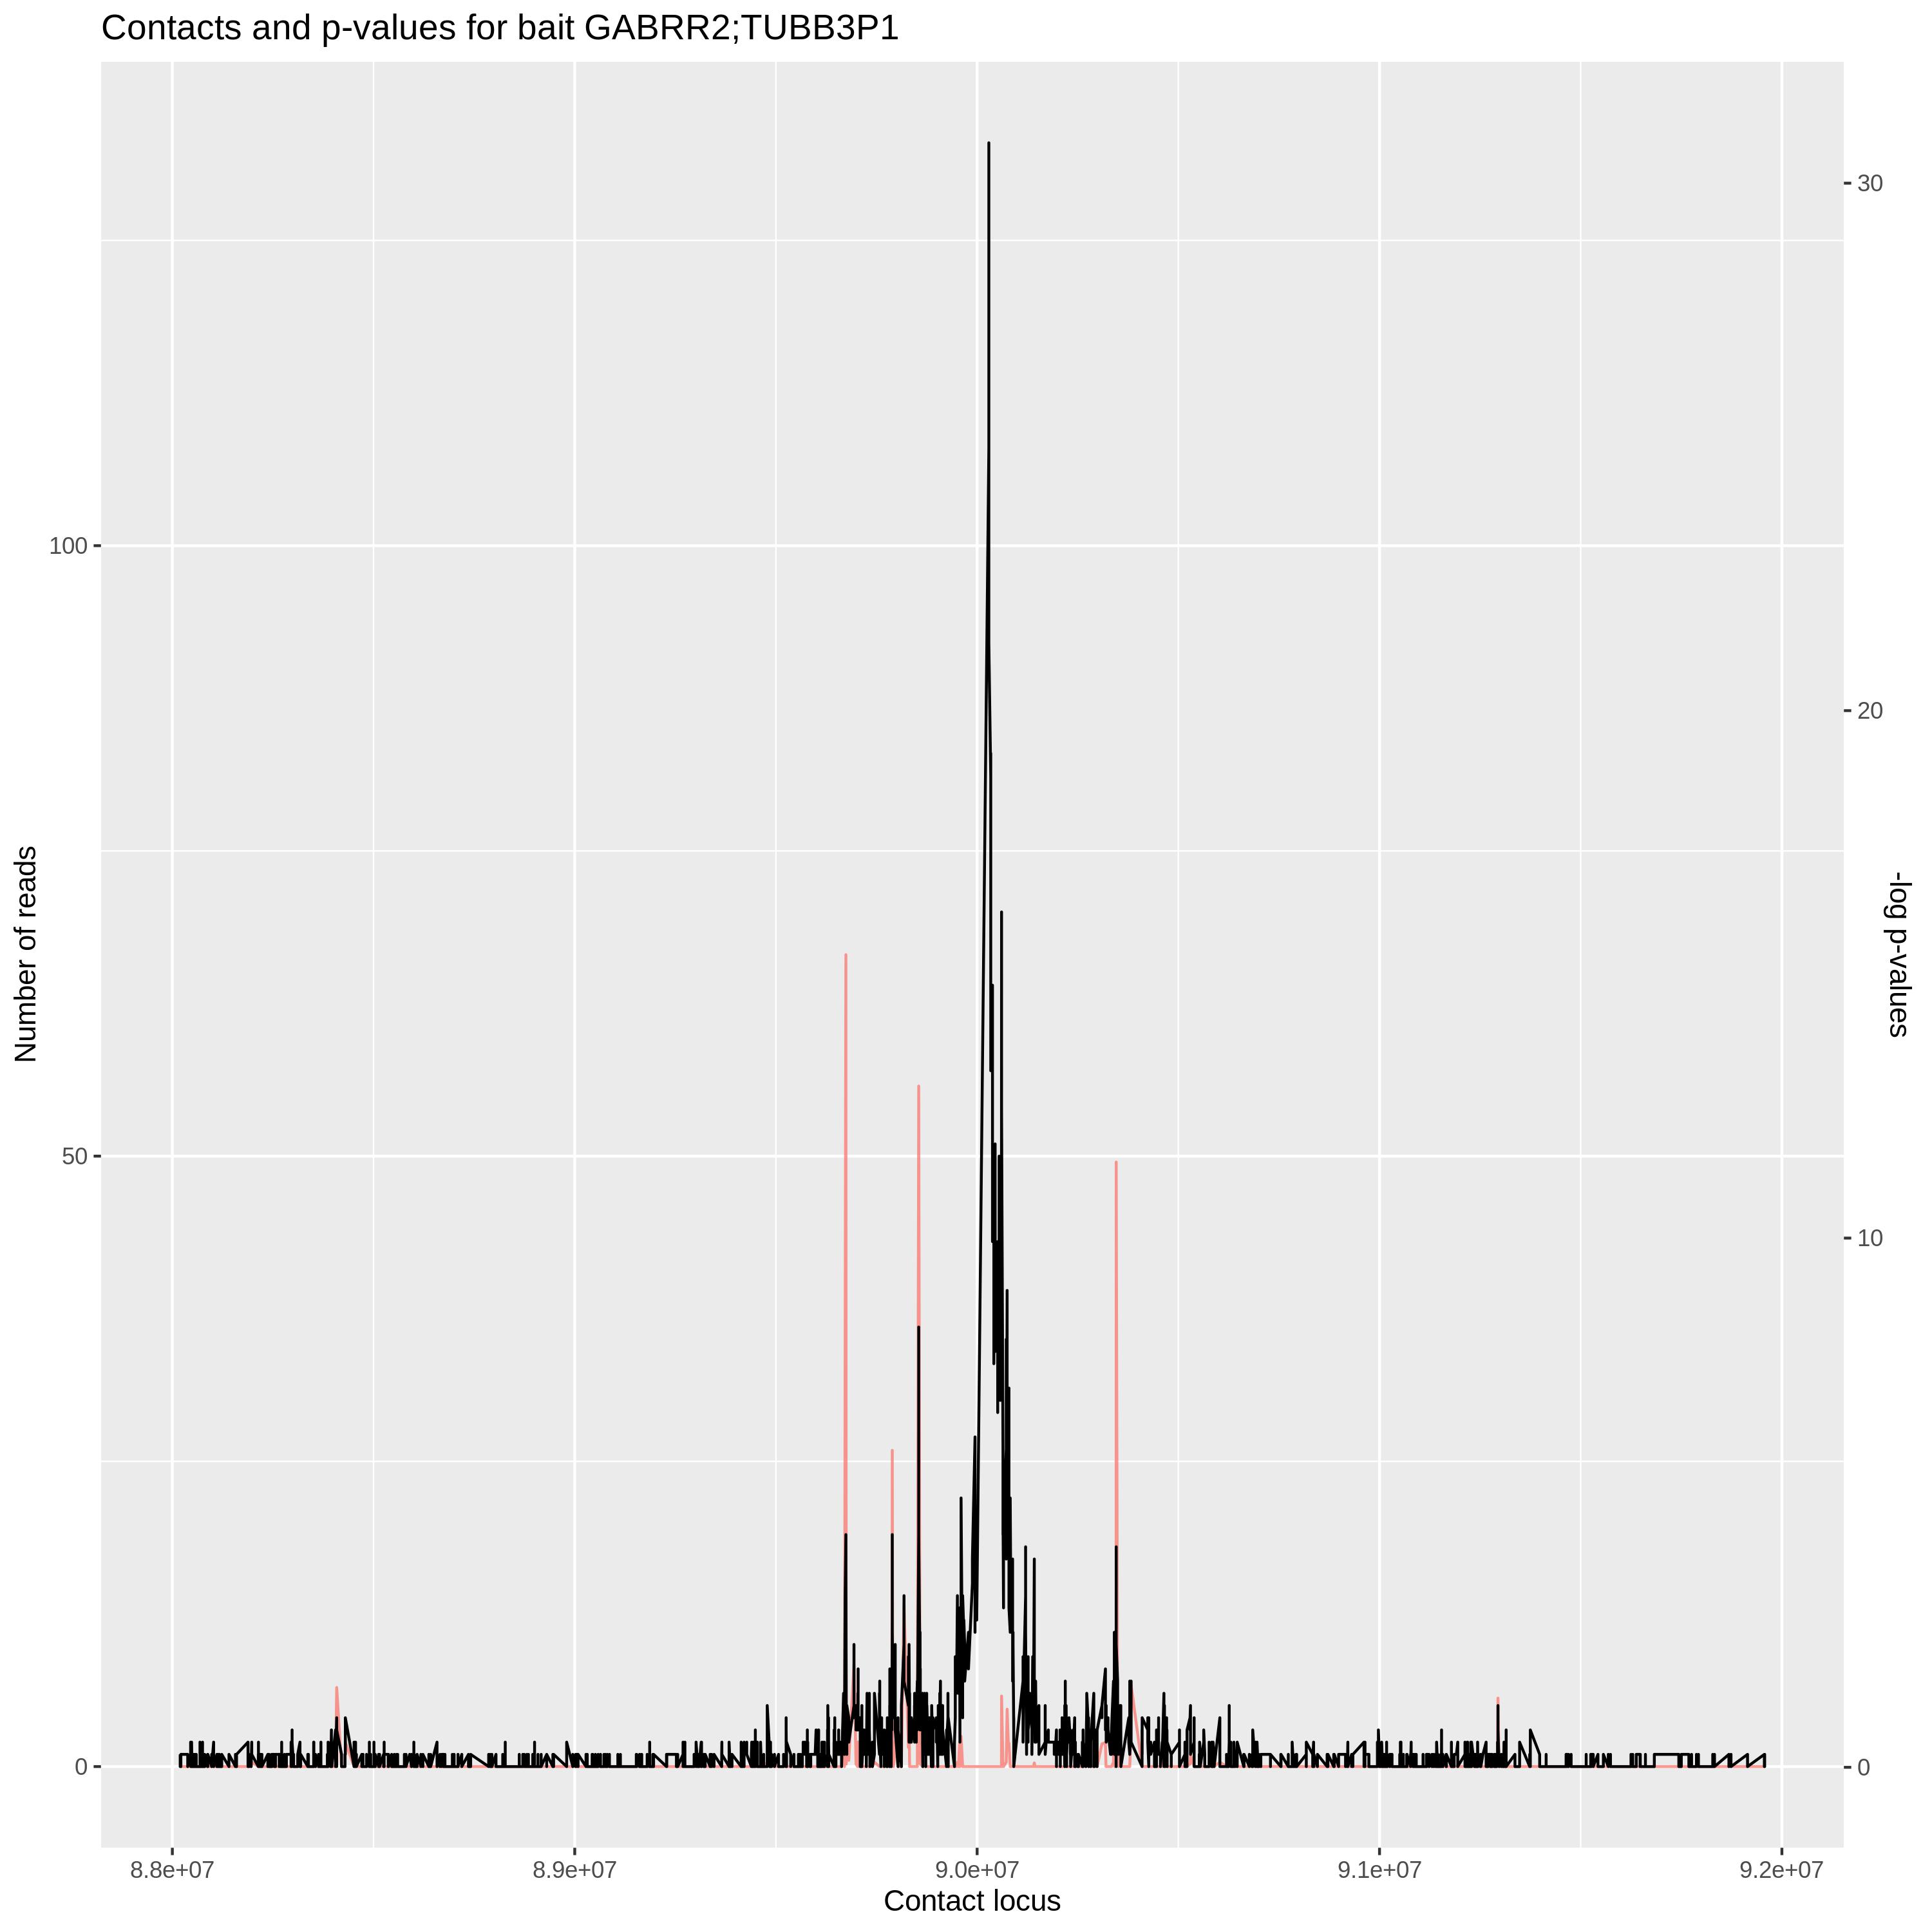 Contacts and p-values for bait GABRR2;TUBB3P1
30
100
20
Number of reads
-log p-values
50
10
0
0
8.8e+07
8.9e+07
9.0e+07
9.1e+07
9.2e+07
Contact locus